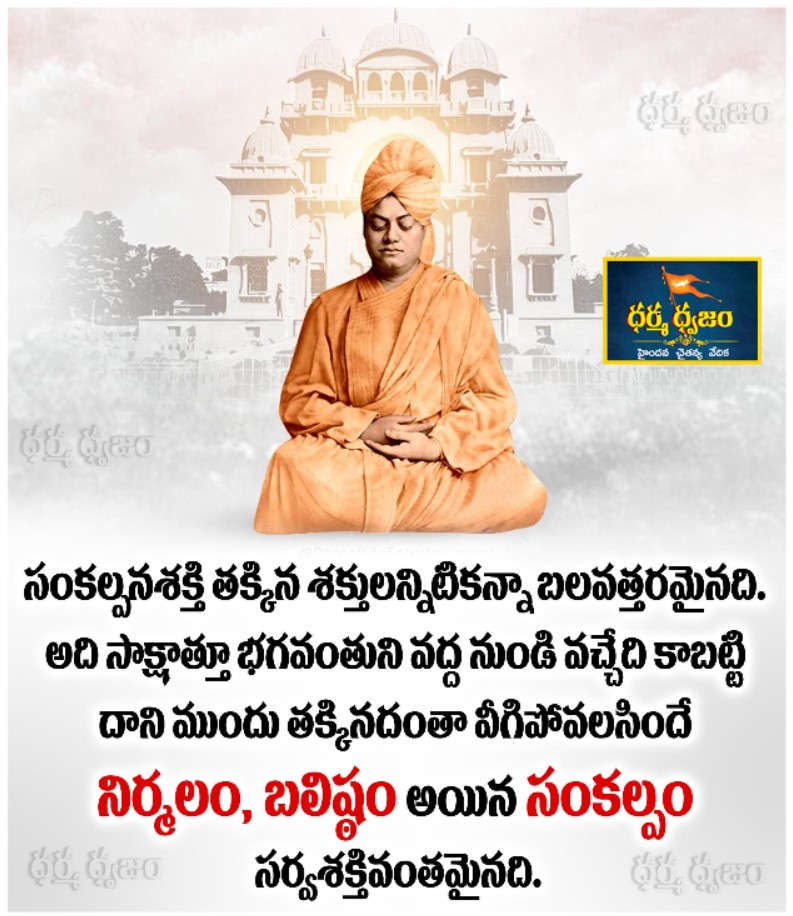 ధర్మ ధ్వజం
ధర్మ ధ్వజం
హైందవ చైతన్య వేదిక
ధర్మ ధ్వజం
సంకల్పనశక్తి తక్కిన శక్తులన్నిటికన్నా బలవత్తరమైనది.
అది సాక్షాత్తూ భగవంతుని వద్ద నుండి వచ్చేది కాబట్టి
దాని ముందు తక్కినదంతా వీగిపోవలసిందే
నిర్మలం, బలిష్ఠం అయిన సంకల్పం
సర్వశక్తివంతమైనది.
ధర్మ ధ్వజం
ధర్మ ధ్వజం